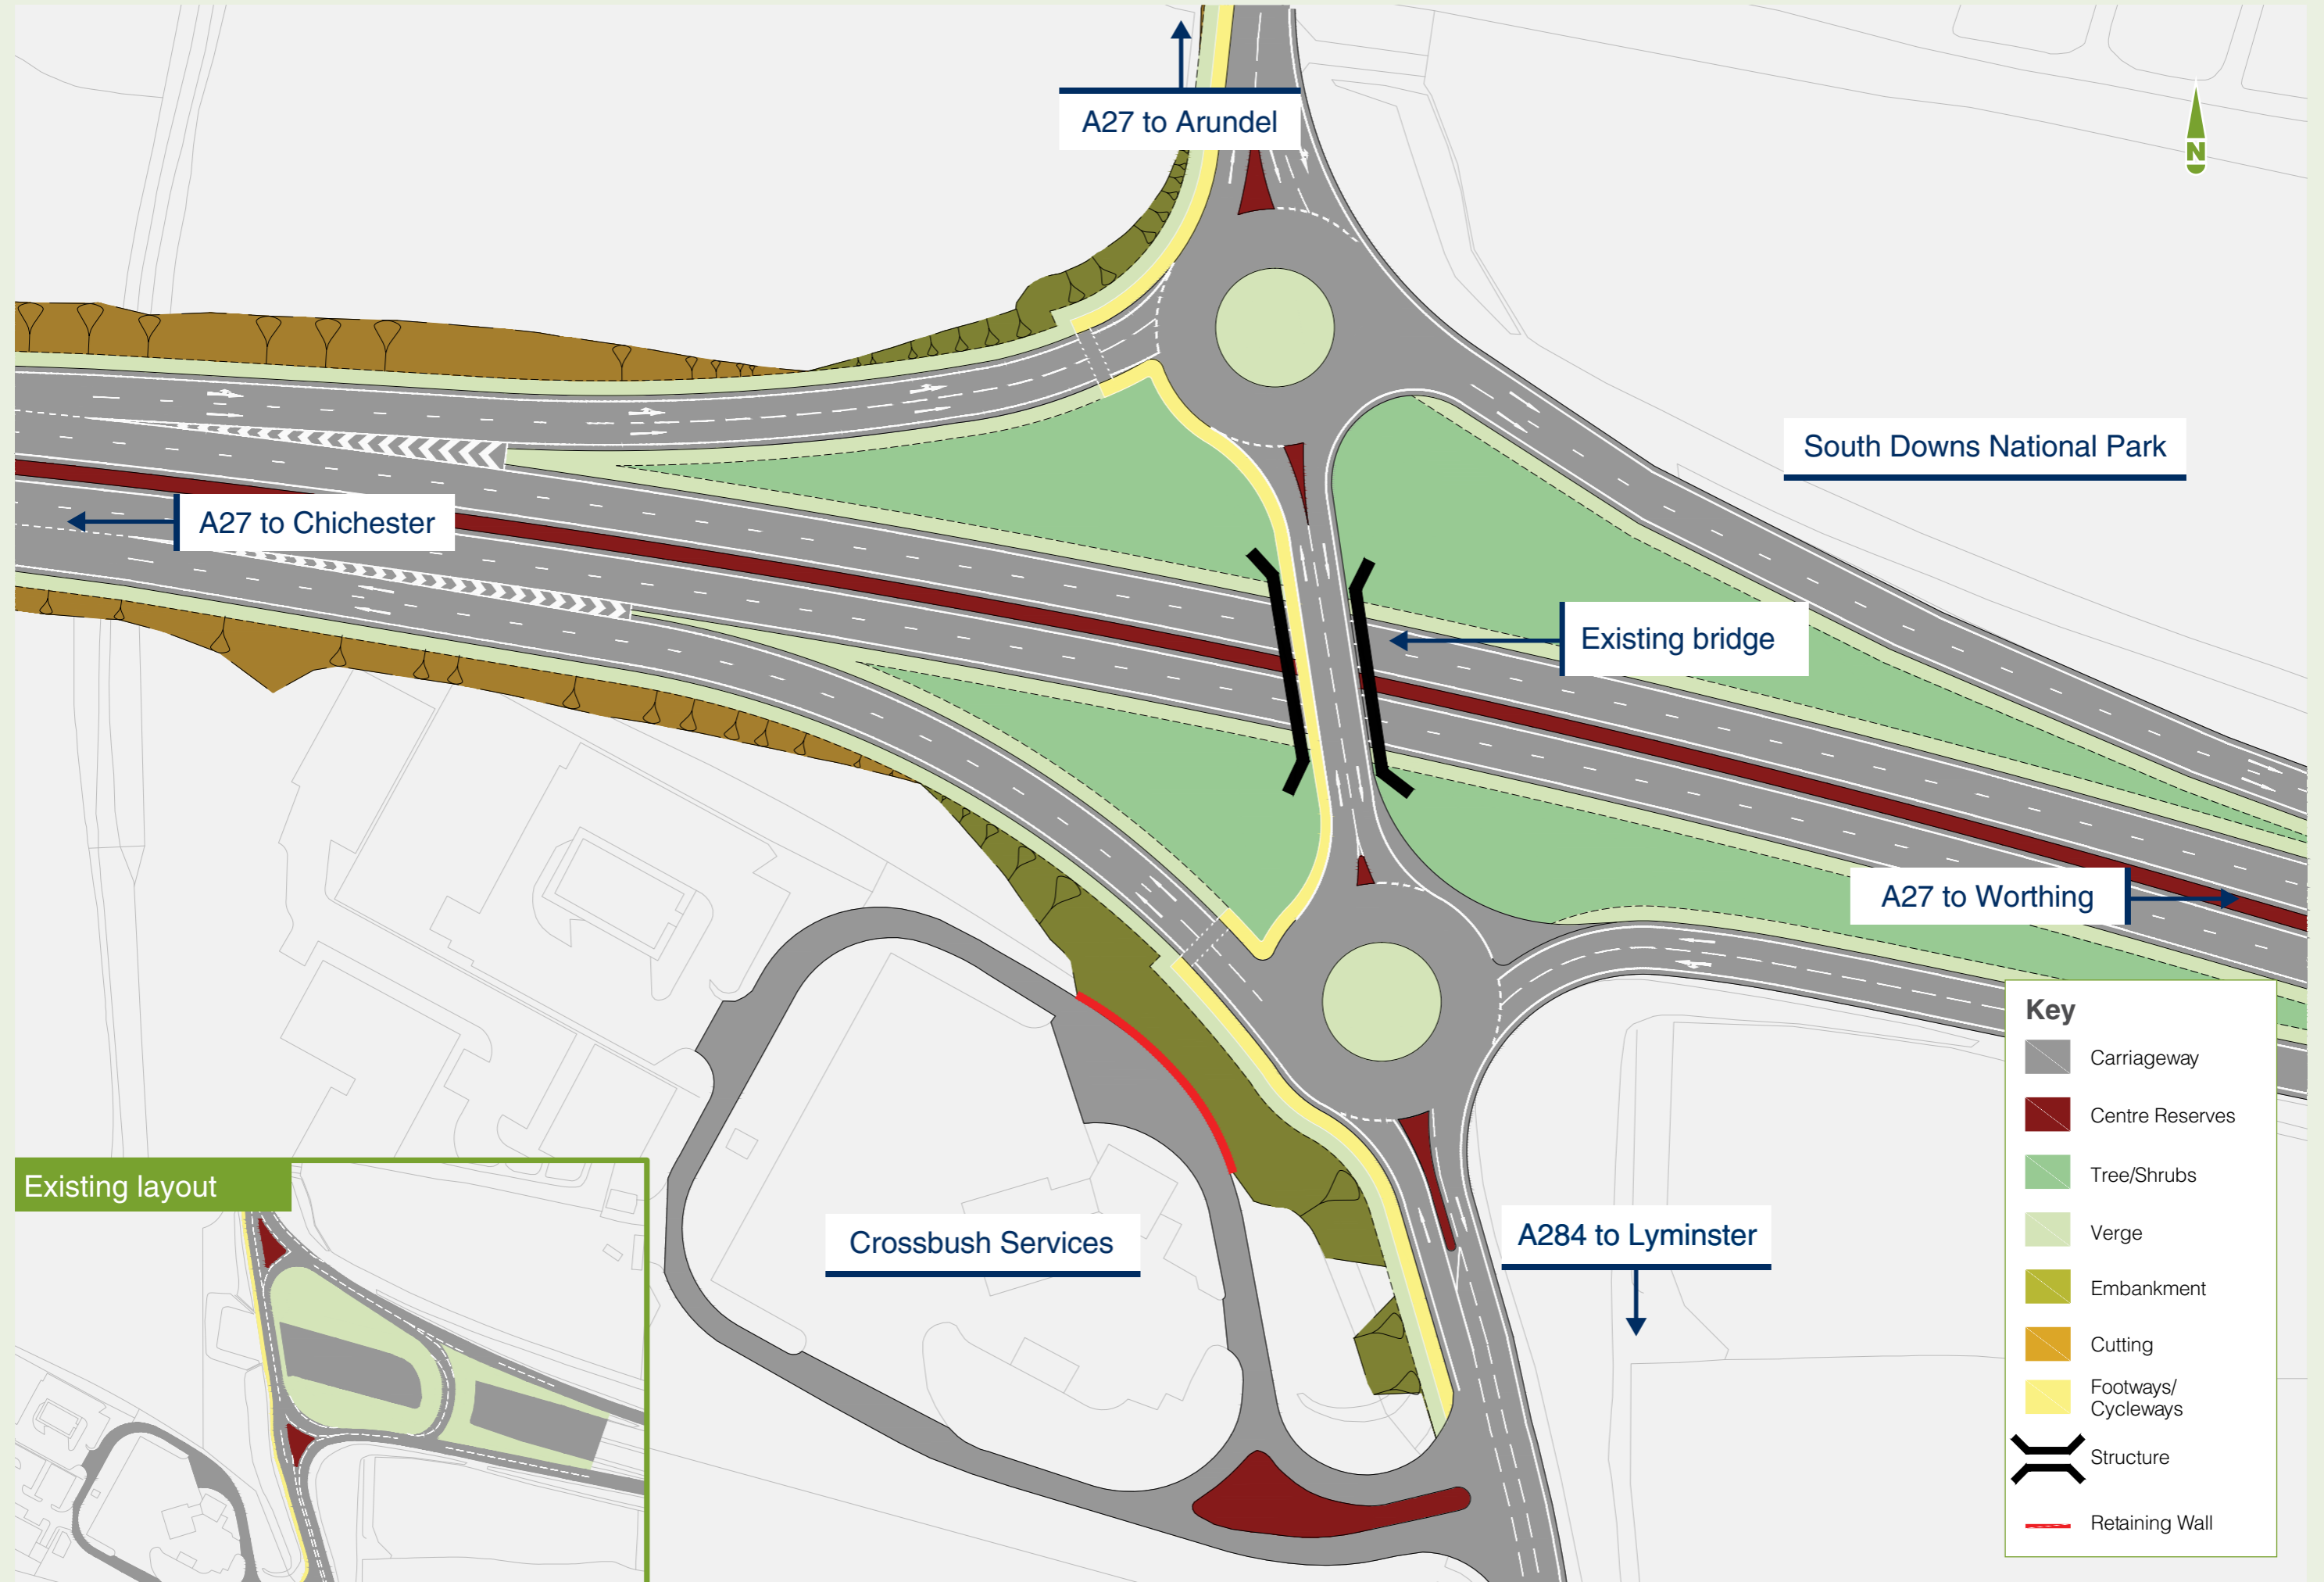 A27 to Arundel
N
South Downs National Park
A27 to Chichester
Existing bridge
A27 to Worthing
Existing layout
Crossbush Services
A284 to Lyminster
Key
Carriageway
Centre Reserves
Tree/Shrubs
Verge
Embankment
Cutting
Footways/
Cycleways
Structure
Retaining Wall